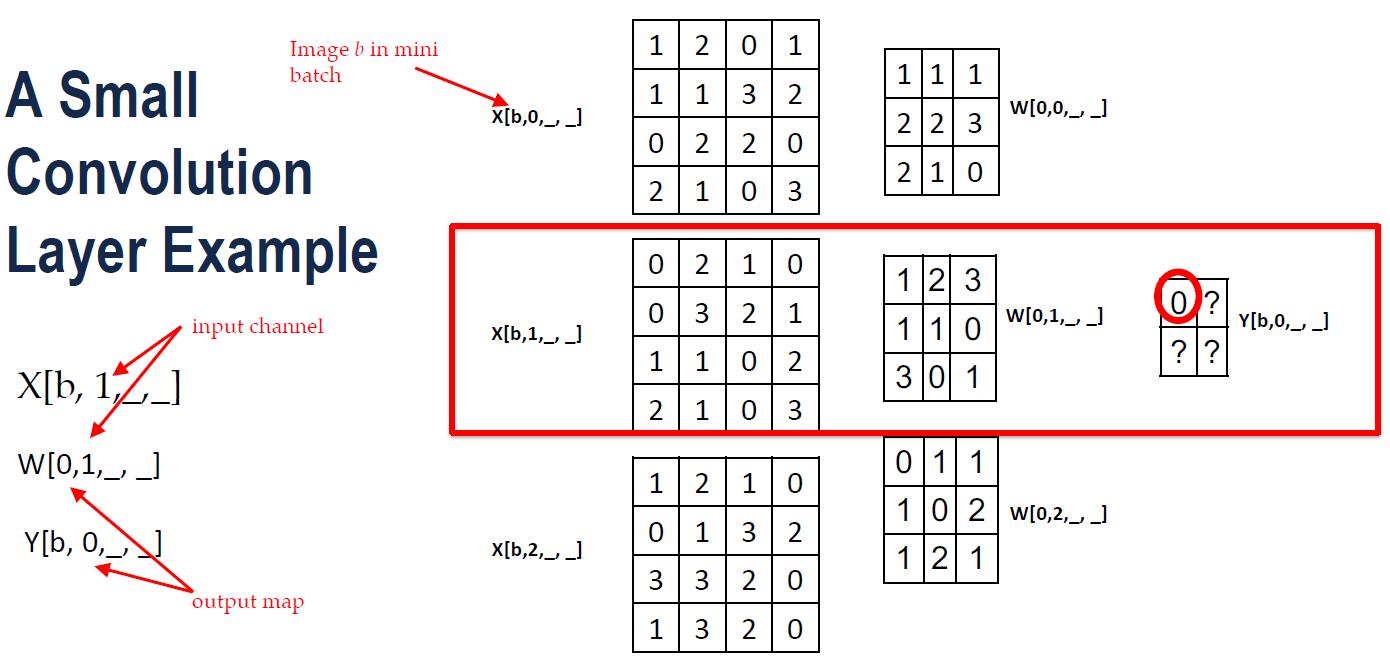 A Small
Convolution
Layer Example
Image b in mini
batch
X[b,0,_, _]
1 2 0 1
1 1 3 2
0 2 2 0
2 1 0 3
1 1 1
2 2 3
2 1 0
W[0,0,_, _]
input channel
X[b, 1,_,_]
W[0,1,_, _]
Y[b, 0,_, _]
output map
X[b,1,_, _]
0 2 1 0
0 3 2 1
1 1 0 2
2 1 0 3
1 2 3
1 1 0
3 0 1
W[0,1,_, _]
0 ?
? ?
Y[b,0,_, _]
X[b,2,_, _]
1 2 1 0
0 1 3 2
3 3 2 0
1 3 2 0
0 1 1
1 0 2
1 2 1
W[0,2,_, _]